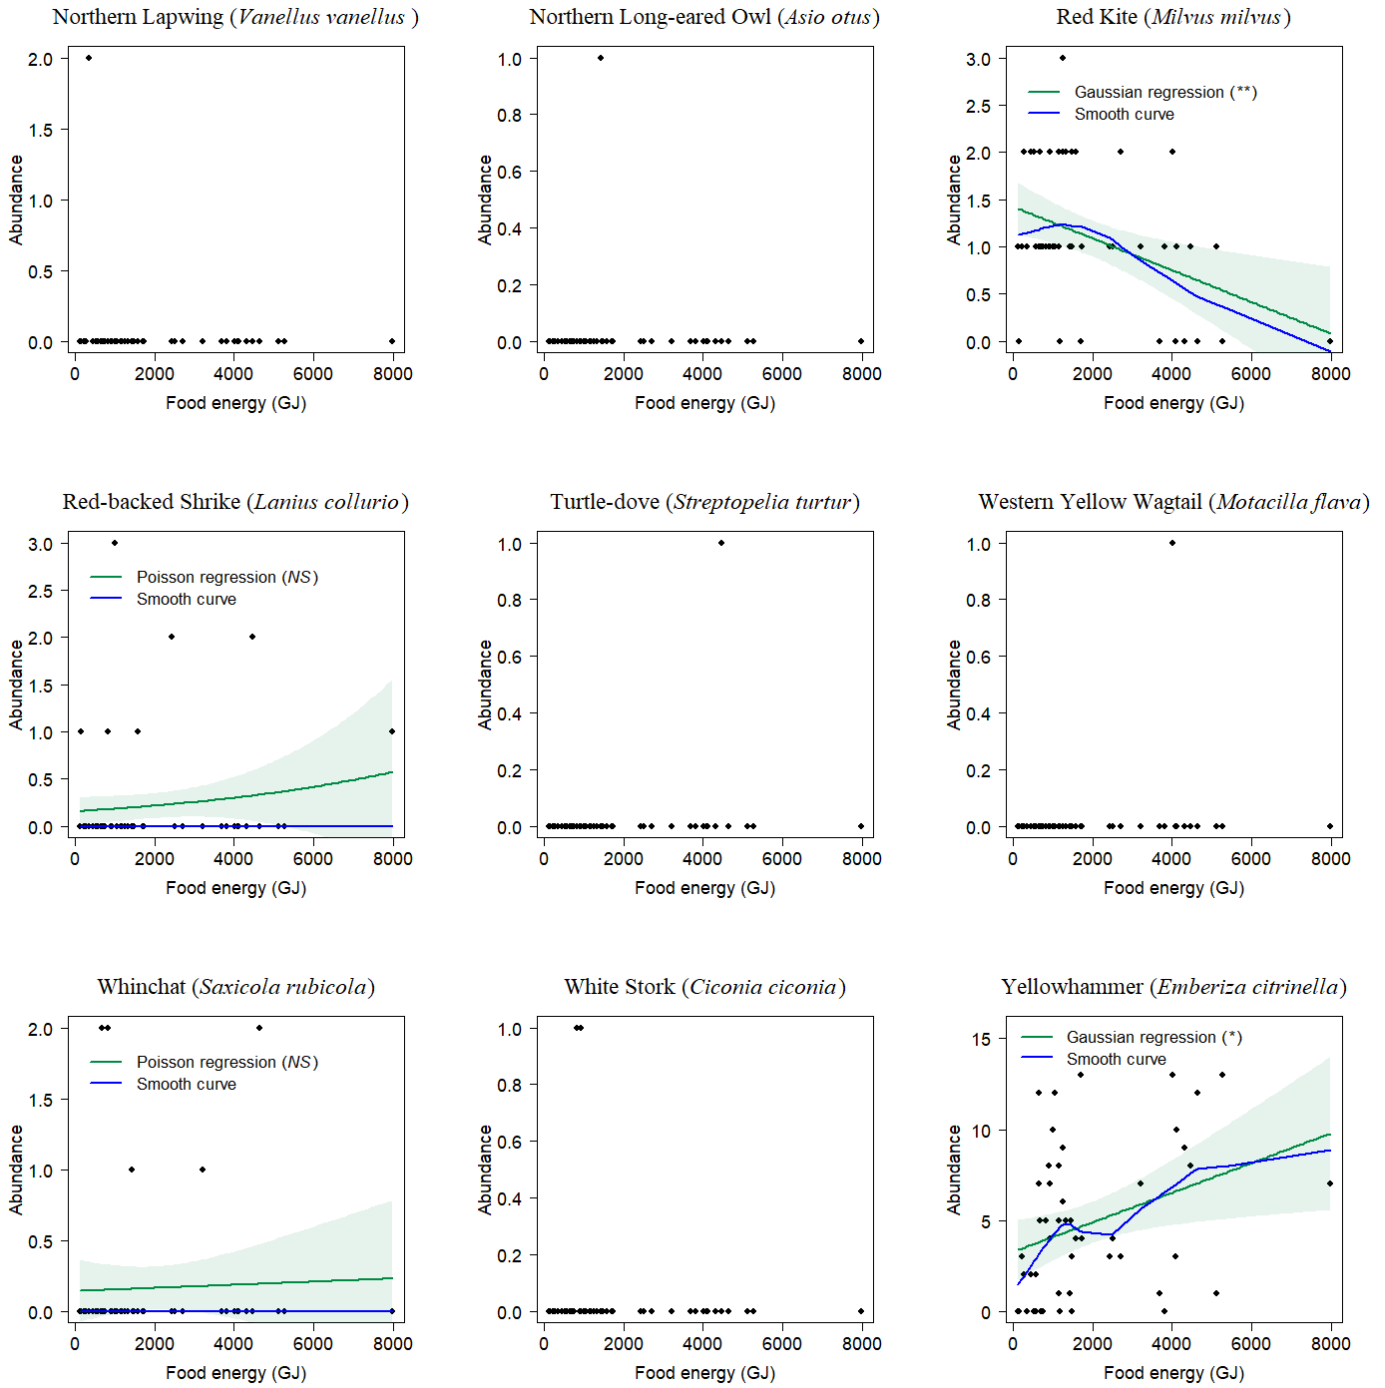 Northern Lapwing (Vanellus vanellus )
2.0
1.5
1.0
0.5
0.0
Abundance
0 2000 4000 6000 8000
Food energy (GJ)
Northern Long-eared Owl (Asio otus)
1.0
0.8
0.6
0.4
0.2
0.0
Abundance
0 2000 4000 6000 8000
Food energy (GJ)
Red Kite (Milvus milvus)
3.0
2.5
2.0
1.5
1.0
0.5
0.0
Abundance
Gaussian regression (**)
Smooth curve
0 2000 4000 6000 8000
Food energy (GJ)
Red-backed Shrike (Lanius collurio)
3.0
2.5
2.0
1.5
1.0
0.5
0.0
Abundance
Poisson regression (NS)
Smooth curve
0 2000 4000 6000 8000
Food energy (GJ)
Turtle-dove (Streptopelia turtur)
1.0
0.8
0.6
0.4
0.2
0.0
Abundance
0 2000 4000 6000 8000
Food energy (GJ)
Western Yellow Wagtail (Motacilla flava)
1.0
0.8
0.6
0.4
0.2
0.0
Abundance
0 2000 4000 6000 8000
Food energy (GJ)
Whinchat (Saxicola rubicola)
2.0
1.5
1.0
0.5
0.0
Abundance
Poisson regression (NS)
Smooth curve
0 2000 4000 6000 8000
Food energy (GJ)
White Stork (Ciconia ciconia)
1.0
0.8
0.6
0.4
0.2
0.0
Abundance
0 2000 4000 6000 8000
Food energy (GJ)
Yellowhammer (Emberiza citrinella)
15
10
5
0
Abundance
Gaussian regression (*)
Smooth curve
0 2000 4000 6000 8000
Food energy (GJ)